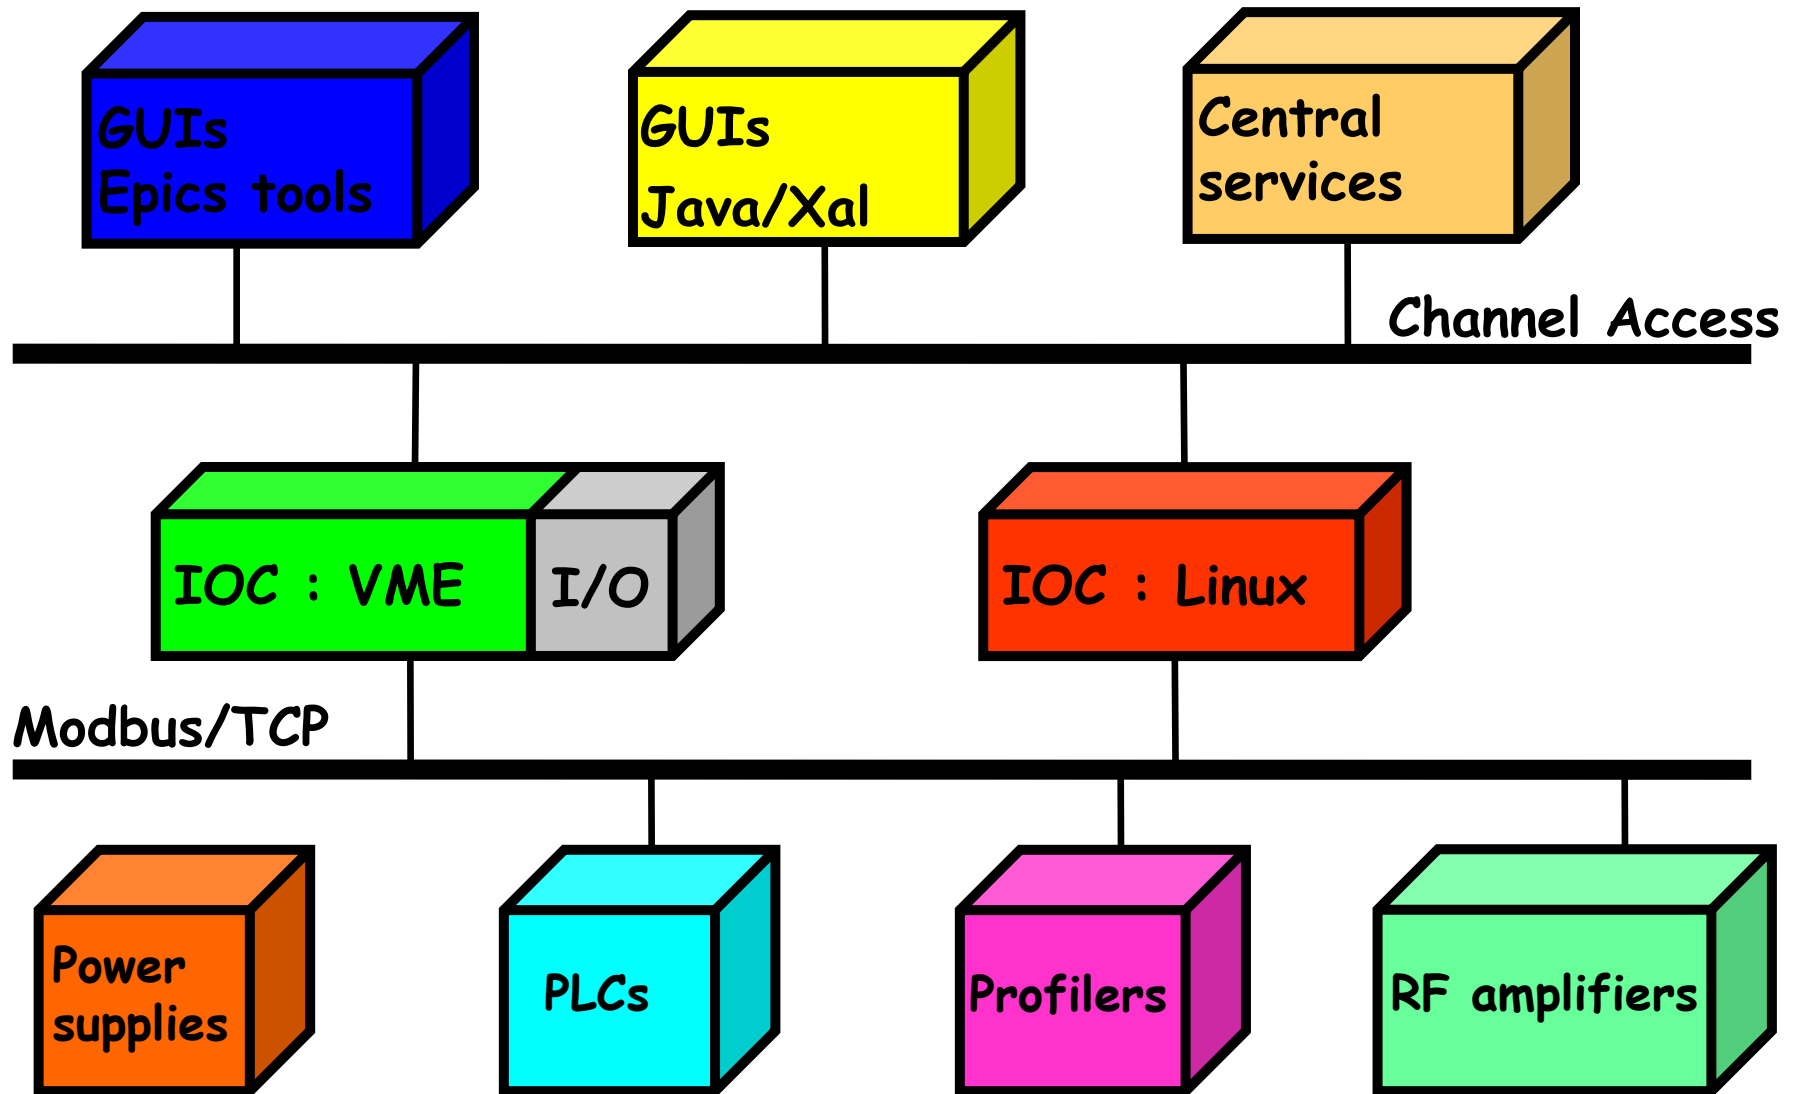 GUIs
Epics tools
GUIs
Java/Xal
Central
services
Channel Access
IOC : VME
I/O
IOC : Linux
Modbus/TCP
Power
supplies
PLCs
Profilers
RF amplifiers